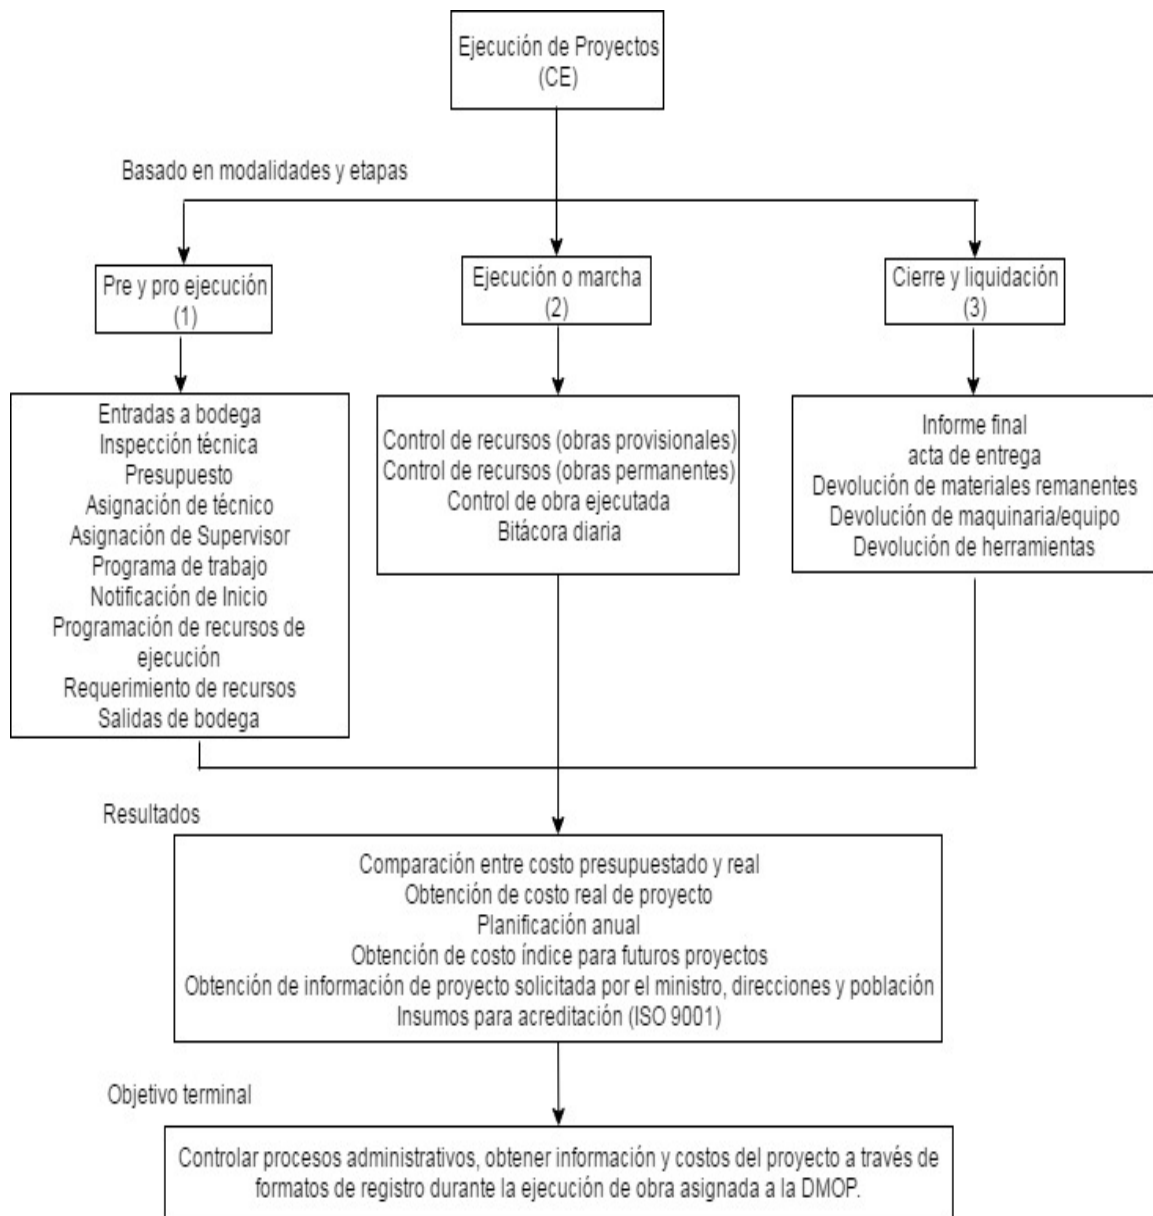 Ejecución de Proyectos
(CE)
Basado en modalidades y etapas
Pre y pro ejecución
(1)
Ejecución o marcha
(2)
Cierre y liquidación
(3)
Entradas a bodega
Inspección técnica
Presupuesto
Asignación de técnico
Asignación de Supervisor
Programa de trabajo
Notificación de Inicio
Programación de recursos de
ejecución
Requerimiento de recursos
Salidas de bodega
Control de recursos (obras provisionales)
Control de recursos (obras permanentes)
Control de obra ejecutada
Bitácora diaria
Informe final
acta de entrega
Devolución de materiales remanentes
Devolución de maquinaria/equipo
Devolución de herramientas
Resultados
Comparación entre costo presupuestado y real
Obtención de costo real de proyecto
Planificación anual
Obtención de costo índice para futuros proyectos
Obtención de información de proyecto solicitada por el ministro, direcciones y población
Insumos para acreditación (ISO 9001)
Objetivo terminal
Controlar procesos administrativos, obtener información y costos del proyecto a través de
formatos de registro durante la ejecución de obra asignada a la DMOP.